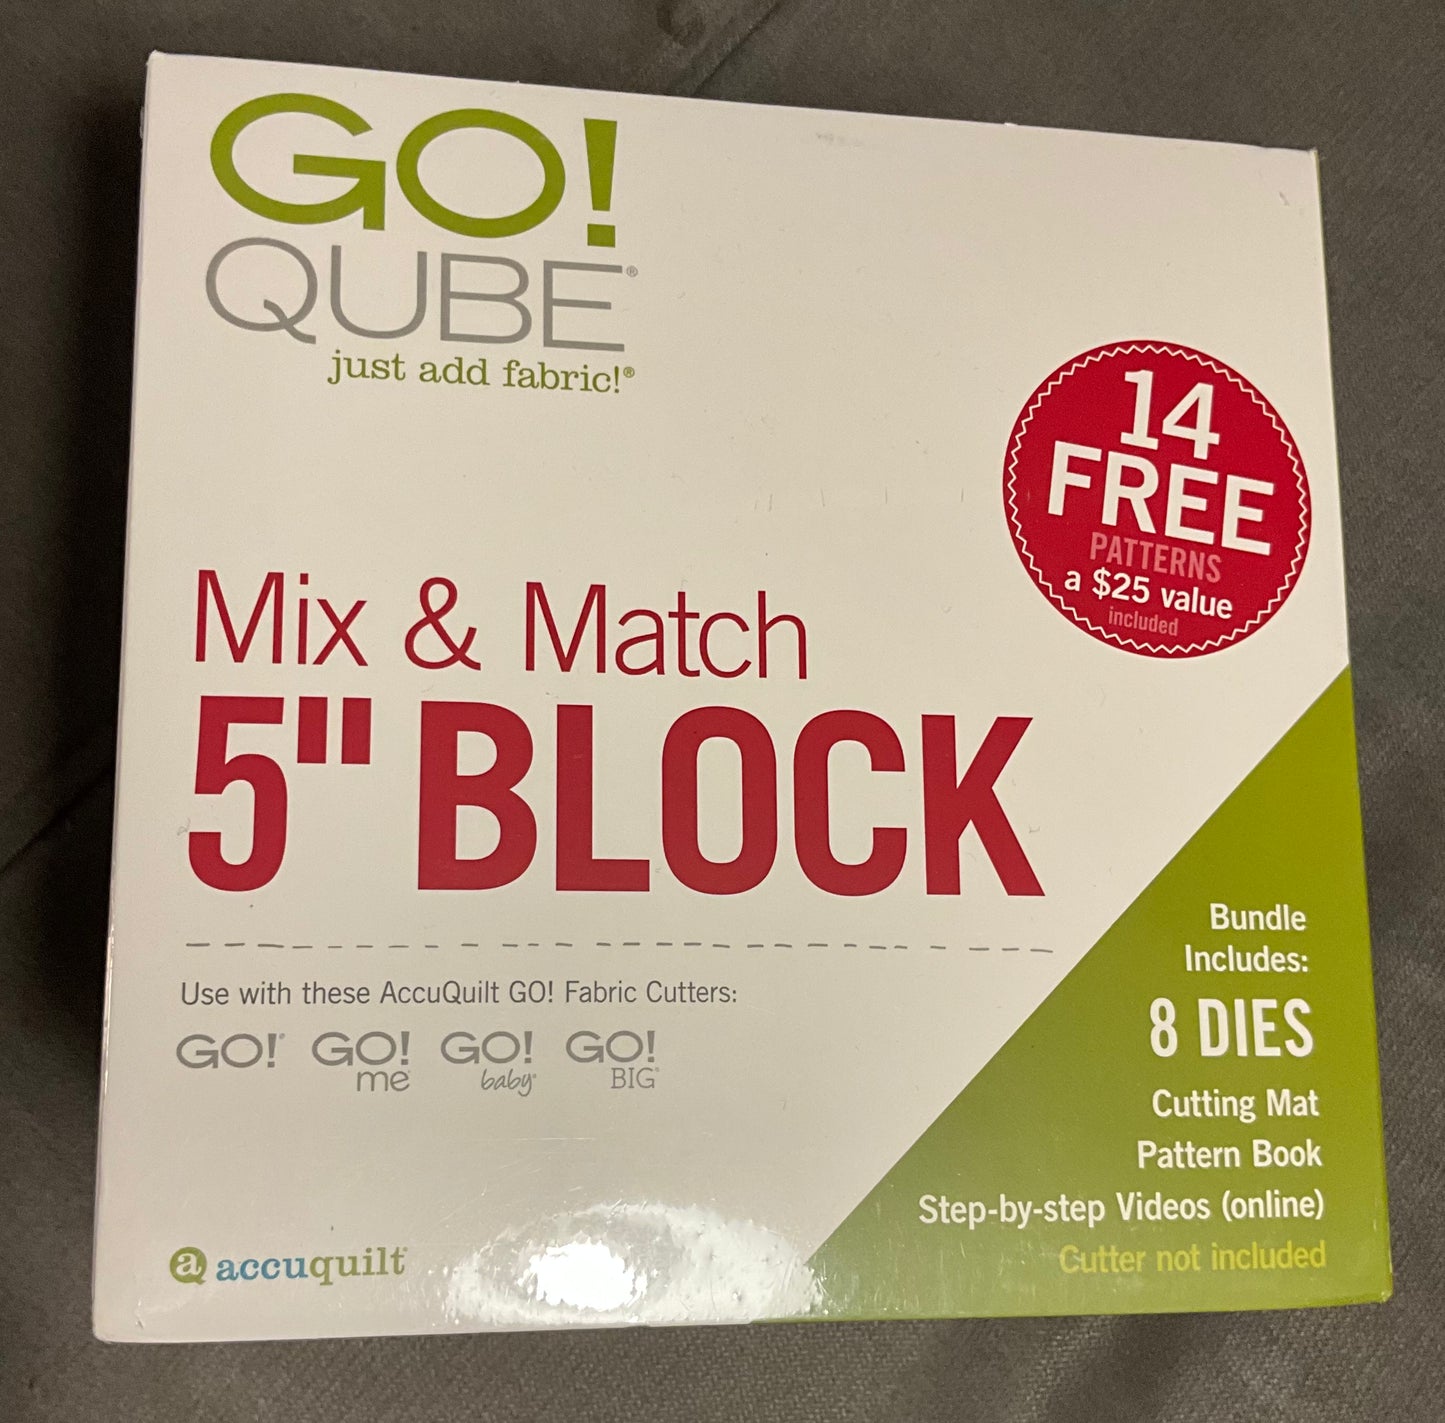 GO!
QUBE®
just add fabric!®
14
FREE
PATTERNS
a $25 value
included
Mix & Match
5" BLOCK
Use with these AccuQuilt GO! Fabric Cutters:
GO!® GO! me® GO! baby® GO! BIG®
Bundle
Includes:
8 DIES
Cutting Mat
Pattern Book
Step-by-step Videos (online)
Cutter not included
a accuquilt®